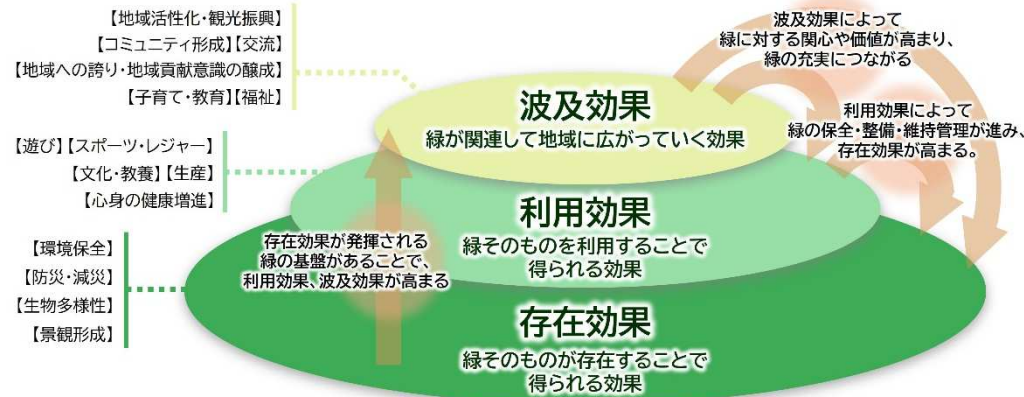 【地域活性化・観光振興】
【コミュニティ形成】【交流】
【地域への誇り・地域貢献意識の醸成】
【子育て・教育】【福祉】
波及効果
緑が関連して地域に広がっていく効果
波及効果によって
緑に対する関心や価値が高まり、
緑の充実につながる
利用効果によって
緑の保全・整備・維持管理が進み、
存在効果が高まる。
【遊び】【スポーツ・レジャー】
【文化・教養】【生産】
【心身の健康増進】
利用効果
緑そのものを利用することで
得られる効果
存在効果が発揮される
緑の基盤があることで、
利用効果、波及効果が高まる
【環境保全】
【防災・減災】
【生物多様性】
【景観形成】
存在効果
緑そのものが存在することで
得られる効果